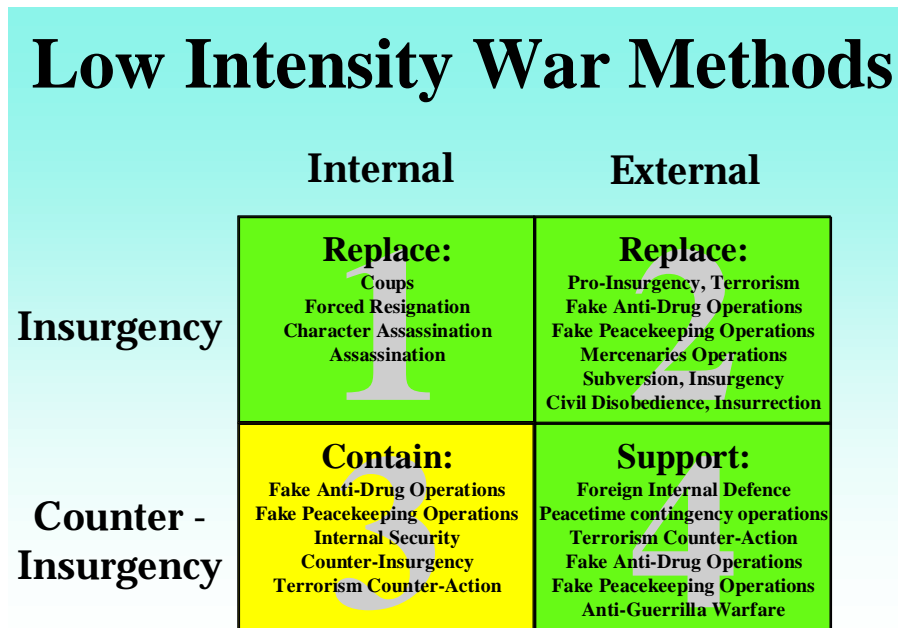 Low Intensity War Methods
Internal
External
Insurgency
1
Replace:
Coups
Forced Resignation
Character Assassination
Assassination
2
Replace:
Pro-Insurgency, Terrorism
Fake Anti-Drug Operations
Fake Peacekeeping Operations
Mercenaries Operations
Subversion, Insurgency
Civil Disobedience, Insurrection
Counter -
Insurgency
3
Contain:
Fake Anti-Drug Operations
Fake Peacekeeping Operations
Internal Security
Counter-Insurgency
Terrorism Counter-Action
4
Support:
Foreign Internal Defence
Peacetime contingency operations
Terrorism Counter-Action
Fake Anti-Drug Operations
Fake Peacekeeping Operations
Anti-Guerrilla Warfare